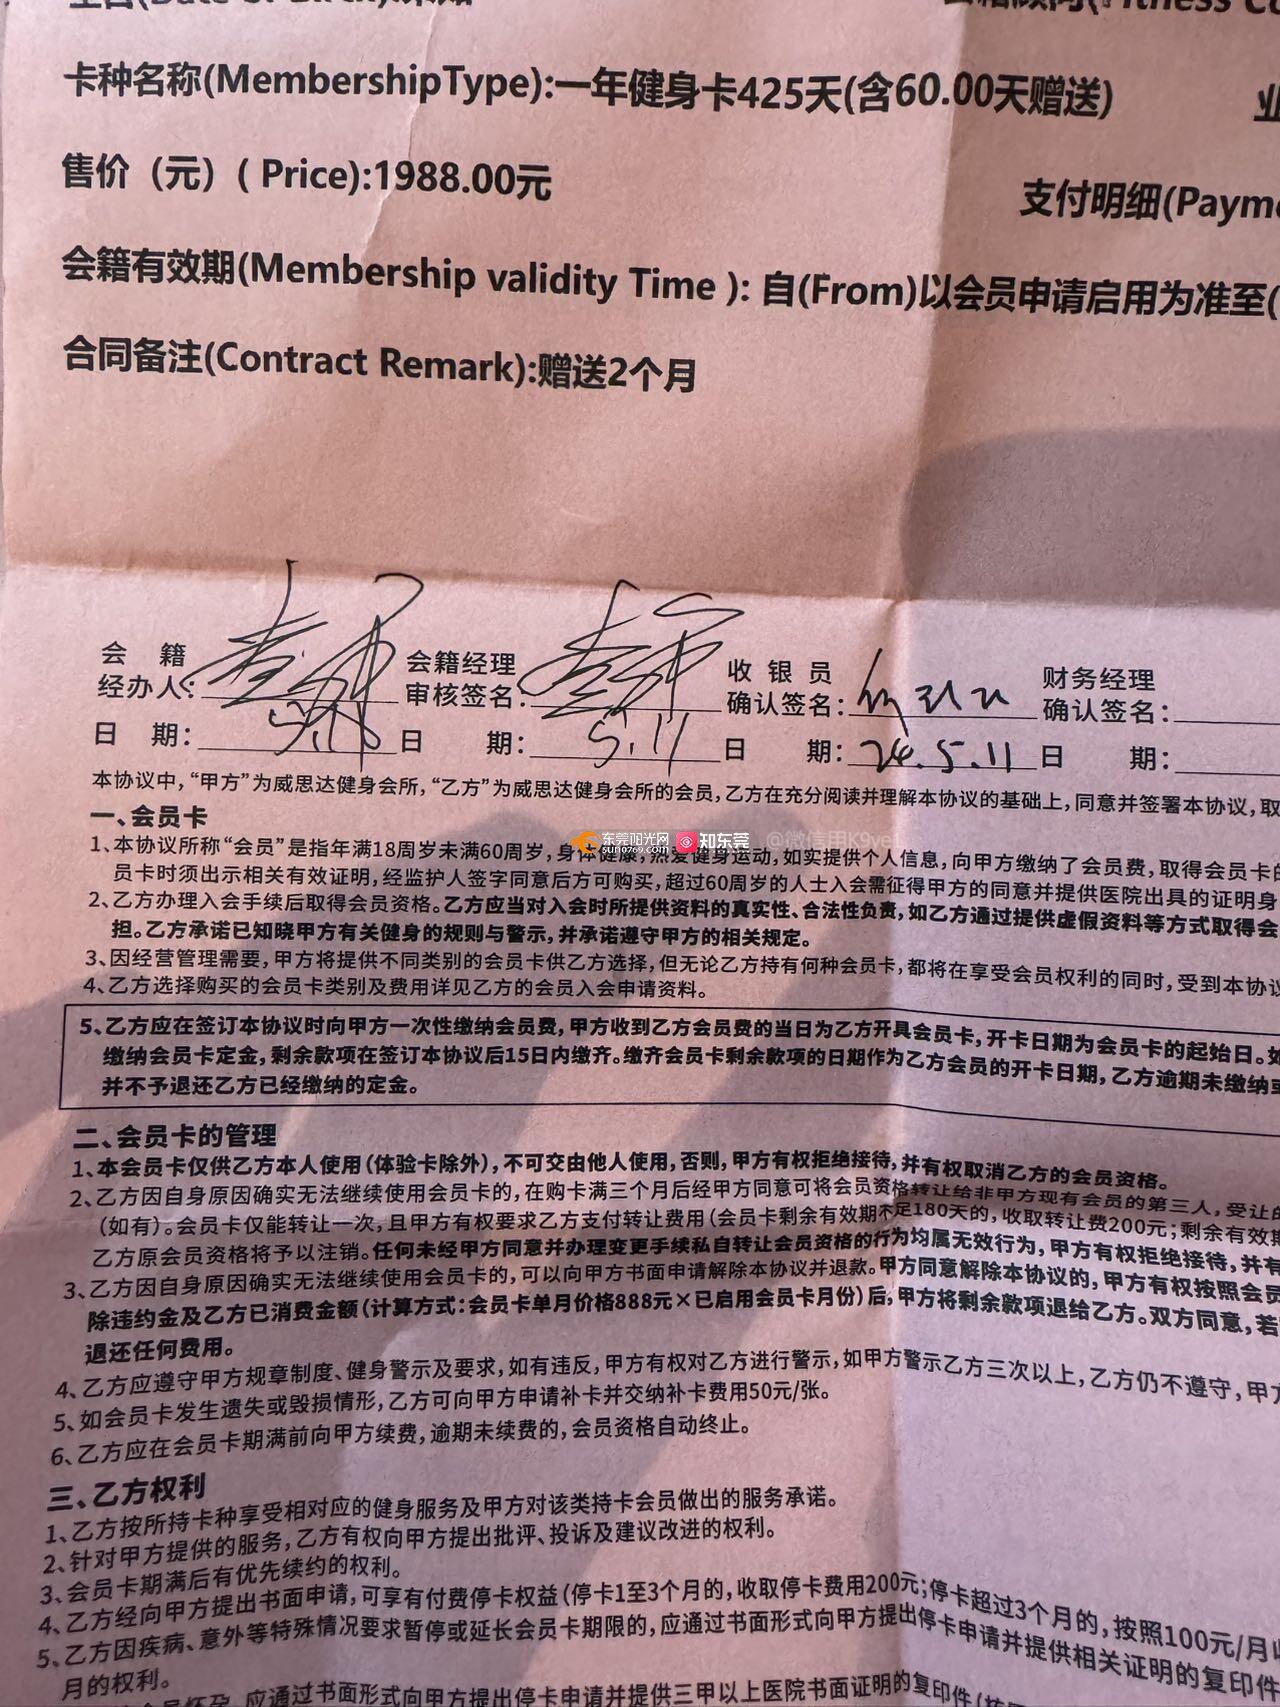 卡种名称(MembershipType):一年健身卡425天(含60.00天赠送)
售价（元）( Price):1988.00元
支付明细(Payme
会籍有效期(Membership validity Time ): 自(From)以会员申请启用为准至(
合同备注(Contract Remark):赠送2个月
会 籍 会籍经理 收 银 员 财务经理
经办人: 审核签名: 确认签名: 确认签名:
日 期: 5.11 日 期: 5.11 日 期: 24.5.11 日 期:
本协议中，“甲方”为威思达健身会所，“乙方”为威思达健身会所的会员，乙方在充分阅读并理解本协议的基础上，同意并签署本协议，取
一、会员卡
东莞阳光网 sun0769.com 知东莞 @微信用K9vei
1、本协议所称“会员”是指年满18周岁未满60周岁，身体健康，热爱健身运动，如实提供个人信息，向甲方缴纳了会员费，取得会员卡的
员卡时须出示相关有效证明，经监护人签字同意后方可购买，超过60周岁的人士入会需征得甲方的同意并提供医院出具的证明身
2、乙方办理入会手续后取得会员资格。乙方应当对入会时所提供资料的真实性、合法性负责，如乙方通过提供虚假资料等方式取得会
担。乙方承诺已知晓甲方有关健身的规则与警示，并承诺遵守甲方的相关规定。
3、因经营管理需要，甲方将提供不同类别的会员卡供乙方选择，但无论乙方持有何种会员卡，都将在享受会员权利的同时，受到本协议
4、乙方选择购买的会员卡类别及费用详见乙方的会员入会申请资料。
5、乙方应在签订本协议时向甲方一次性缴纳会员费，甲方收到乙方会员费的当日为乙方开具会员卡，开卡日期为会员卡的起始日。如
缴纳会员卡定金，剩余款项在签订本协议后15日内缴齐。缴齐会员卡剩余款项的日期作为乙方会员的开卡日期，乙方逾期未缴纳或
并不予退还乙方已经缴纳的定金。
二、会员卡的管理
1、本会员卡仅供乙方本人使用（体验卡除外），不可交由他人使用，否则，甲方有权拒绝接待，并有权取消乙方的会员资格。
2、乙方因自身原因确实无法继续使用会员卡的，在购卡满三个月后经甲方同意可将会员资格转让给非甲方现有会员的第三人，受让的
（如有）。会员卡仅能转让一次，且甲方有权要求乙方支付转让费用（会员卡剩余有效期不足180天的，收取转让费200元；剩余有效期
乙方原会员资格将予以注销。任何未经甲方同意并办理变更手续私自转让会员资格的行为均属无效行为，甲方有权拒绝接待，并有
3、乙方因自身原因确实无法继续使用会员卡的，可以向甲方书面申请解除本协议并退款。甲方同意解除本协议的，甲方有权按照会员
除违约金及乙方已消费金额（计算方式：会员卡单月价格888元×已启用会员卡月份）后，甲方将剩余款项退给乙方。双方同意，若
退还任何费用。
4、乙方应遵守甲方规章制度、健身警示及要求，如有违反，甲方有权对乙方进行警示，如甲方警示乙方三次以上，乙方仍不遵守，甲方
5、如会员卡发生遗失或毁损情形，乙方可向甲方申请补卡并交纳补卡费用50元/张。
6、乙方应在会员卡期满前向甲方续费，逾期未续费的，会员资格自动终止。
三、乙方权利
1、乙方按所持卡种享受相对应的健身服务及甲方对该类持卡会员做出的服务承诺。
2、针对甲方提供的服务，乙方有权向甲方提出批评、投诉及建议改进的权利。
3、会员卡期满后有优先续约的权利。
4、乙方经向甲方提出书面申请，可享有付费停卡权益（停卡1至3个月的，收取停卡费用200元；停卡超过3个月的，按照100元/月
5、乙方因疾病、意外等特殊情况要求暂停或延长会员卡期限的，应通过书面形式向甲方提出停卡申请并提供相关证明的复印件
月的权利。
会员怀孕，应通过书面形式向甲方提出停卡申请并提供三甲以上医院书面证明的复印件